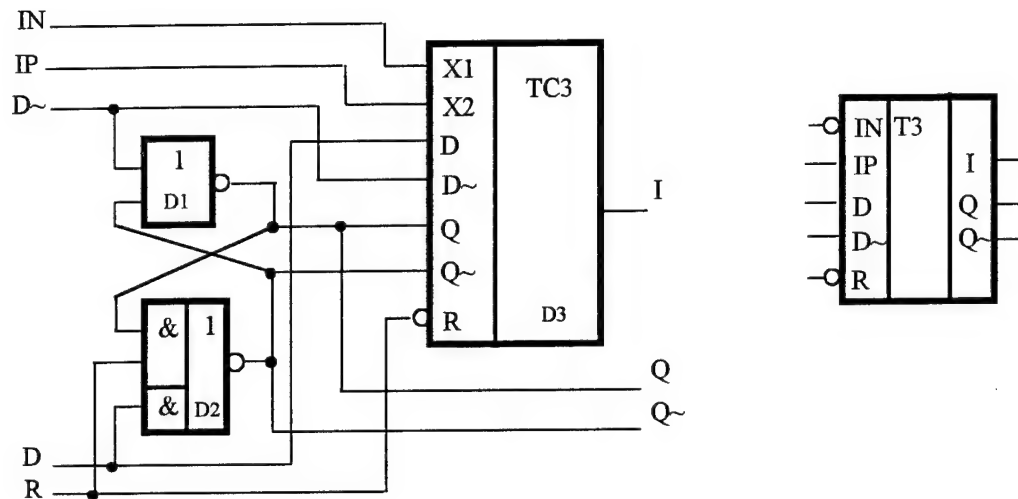 IN
IP
D~
1
D1
&
1
&
D2
D
R
X1
X2
D
D~
Q
Q~
R
TC3
D3
I
Q
Q~
IN
IP
D
D~
R
T3
I
Q
Q~